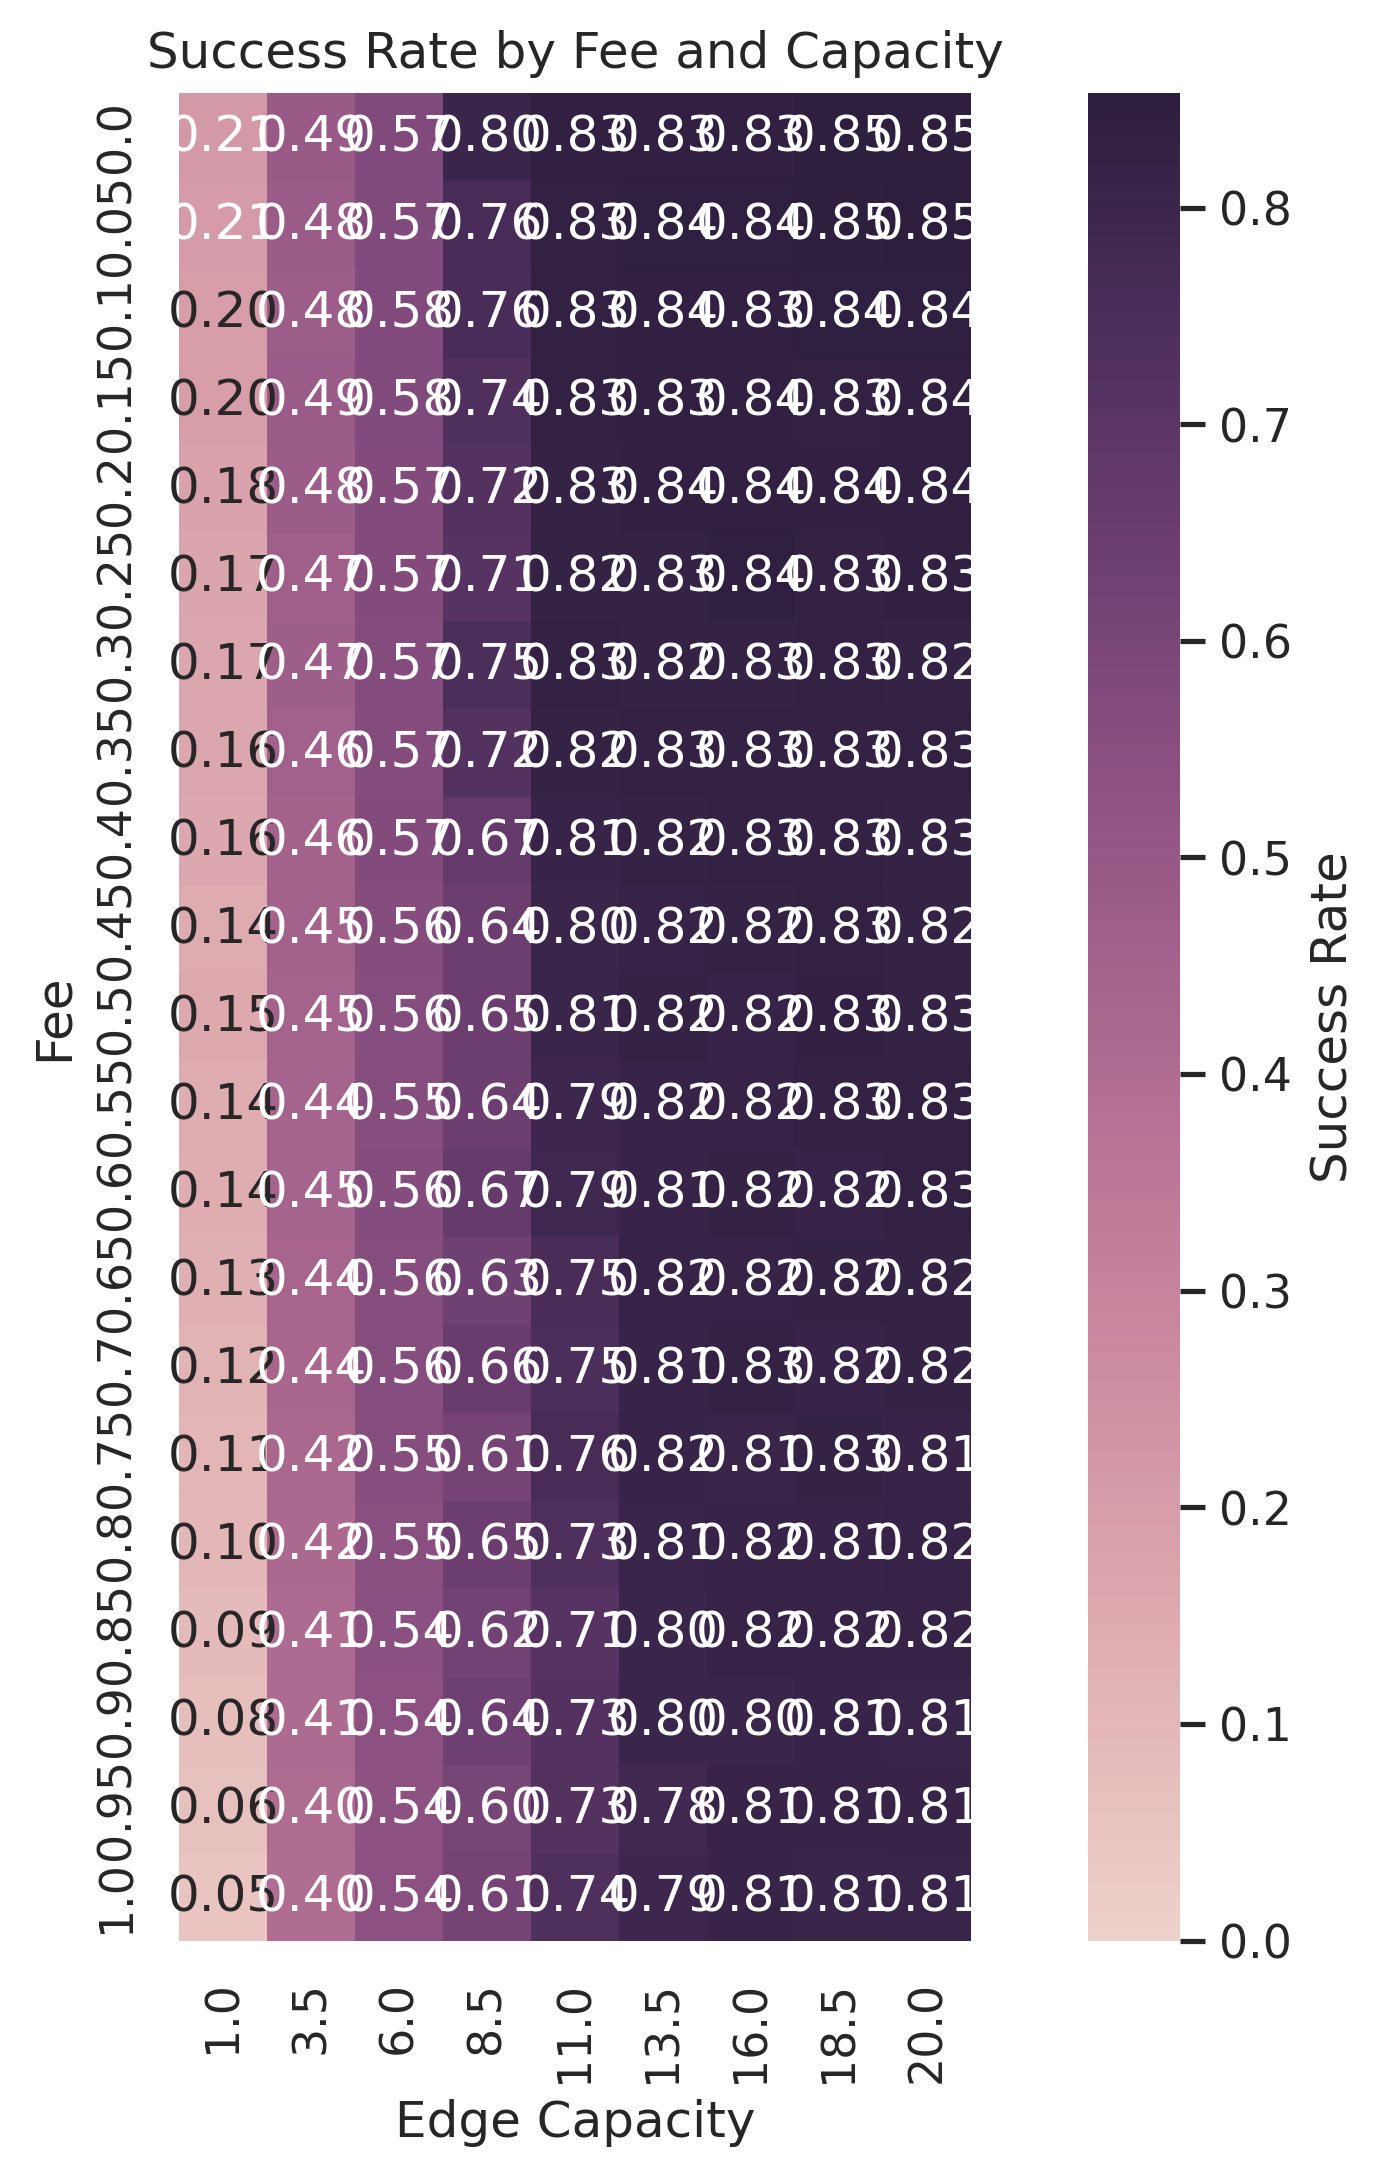 Success Rate by Fee and Capacity
0.0 0.21 0.49 0.57 0.80 0.83 0.83 0.83 0.85 0.85
0.05 0.21 0.48 0.57 0.76 0.83 0.84 0.84 0.85 0.85
0.1 0.20 0.48 0.58 0.76 0.83 0.84 0.83 0.84 0.84
0.15 0.20 0.49 0.58 0.74 0.83 0.83 0.84 0.83 0.84
0.2 0.18 0.48 0.57 0.72 0.83 0.84 0.84 0.84 0.84
0.25 0.17 0.47 0.57 0.71 0.82 0.83 0.84 0.83 0.83
0.3 0.17 0.47 0.57 0.75 0.83 0.82 0.83 0.83 0.82
0.35 0.16 0.46 0.57 0.72 0.82 0.83 0.83 0.83 0.83
0.4 0.16 0.46 0.57 0.67 0.81 0.82 0.83 0.83 0.83
0.45 0.14 0.45 0.56 0.64 0.80 0.82 0.82 0.83 0.82
0.5 0.15 0.45 0.56 0.65 0.81 0.82 0.82 0.83 0.83
0.55 0.14 0.44 0.55 0.64 0.79 0.82 0.82 0.83 0.83
0.6 0.14 0.45 0.56 0.67 0.79 0.81 0.82 0.82 0.83
0.65 0.13 0.44 0.56 0.63 0.75 0.82 0.82 0.82 0.82
0.7 0.12 0.44 0.56 0.66 0.75 0.81 0.83 0.82 0.82
0.75 0.11 0.42 0.55 0.61 0.76 0.82 0.81 0.83 0.81
0.8 0.10 0.42 0.55 0.65 0.73 0.81 0.82 0.81 0.82
0.85 0.09 0.41 0.54 0.62 0.71 0.80 0.82 0.82 0.82
0.9 0.08 0.41 0.54 0.64 0.73 0.80 0.80 0.81 0.81
0.95 0.06 0.40 0.54 0.60 0.73 0.78 0.81 0.81 0.81
1.0 0.05 0.40 0.54 0.61 0.74 0.79 0.81 0.81 0.81
Fee
1.0 3.5 6.0 8.5 11.0 13.5 16.0 18.5 20.0
Edge Capacity
0.8
0.7
0.6
0.5
0.4
0.3
0.2
0.1
0.0
Success Rate